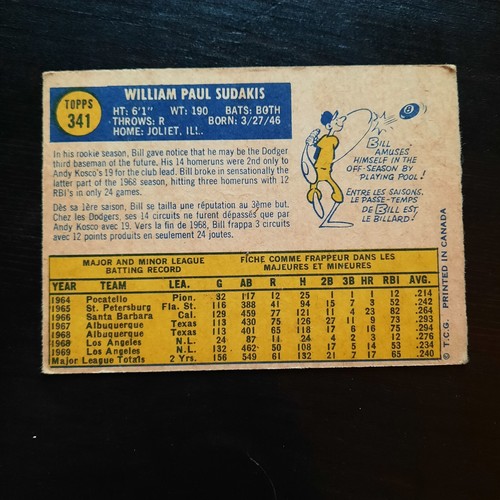 TOPPS
341
WILLIAM PAUL SUDAKIS
HT: 6'1" WT: 190 BATS: BOTH
THROWS: R BORN: 3/27/46
HOME: JOLIET, ILL.
In his rookie season, Bill gave notice that he may be the Dodger
third baseman of the future. His 14 homeruns were 2nd only to
Andy Kosco's 19 for the club lead. Bill broke in sensationally the
latter part of the 1968 season, hitting three homeruns with 12
RBI's in only 24 games.
Dès sa 1ère saison, Bill se tailla une réputation au 3ème but.
Chez les Dodgers, ses 14 circuits ne furent dépassés que par
Andy Kosco avec 19. Vers la fin de 1968, Bill frappa 3 circuits
avec 12 points produits en seulement 24 joutes.
8
BILL
AMUSES
HIMSELF IN THE
OFF-SEASON BY
PLAYING POOL!
ENTRE LES SAISONS,
LE PASSE-TEMPS
DE BILL EST
LE BILLARD!
MAJOR AND MINOR LEAGUE
BATTING RECORD
FICHE COMME FRAPPEUR DANS LES
MAJEURES ET MINEURES
YEAR TEAM LEA. G AB R H 2B 3B HR RBI AVG.
1964 Pocatello Pion. 82 117 12 25 1 1 1 12 .214
1965 St. Petersburg Fla. St. 116 388 41 94 15 7 5 52 .242
1966 Santa Barbara Cal. 129 459 77 121 17 4 23 82 .264
1967 Albuquerque Texas 113 430 75 126 27 11 9 73 .293
1968 Albuquerque Texas 113 401 65 118 20 9 16 75 .294
1968 Los Angeles N.L. 24 87 11 24 4 2 3 12 .276
1969 Los Angeles N.L. 132 462 50 108 17 5 14 53 .234
Major League Totals 2 Yrs. 156 549 61 132 21 7 17 65 .240
© T.C.G. PRINTED IN CANADA